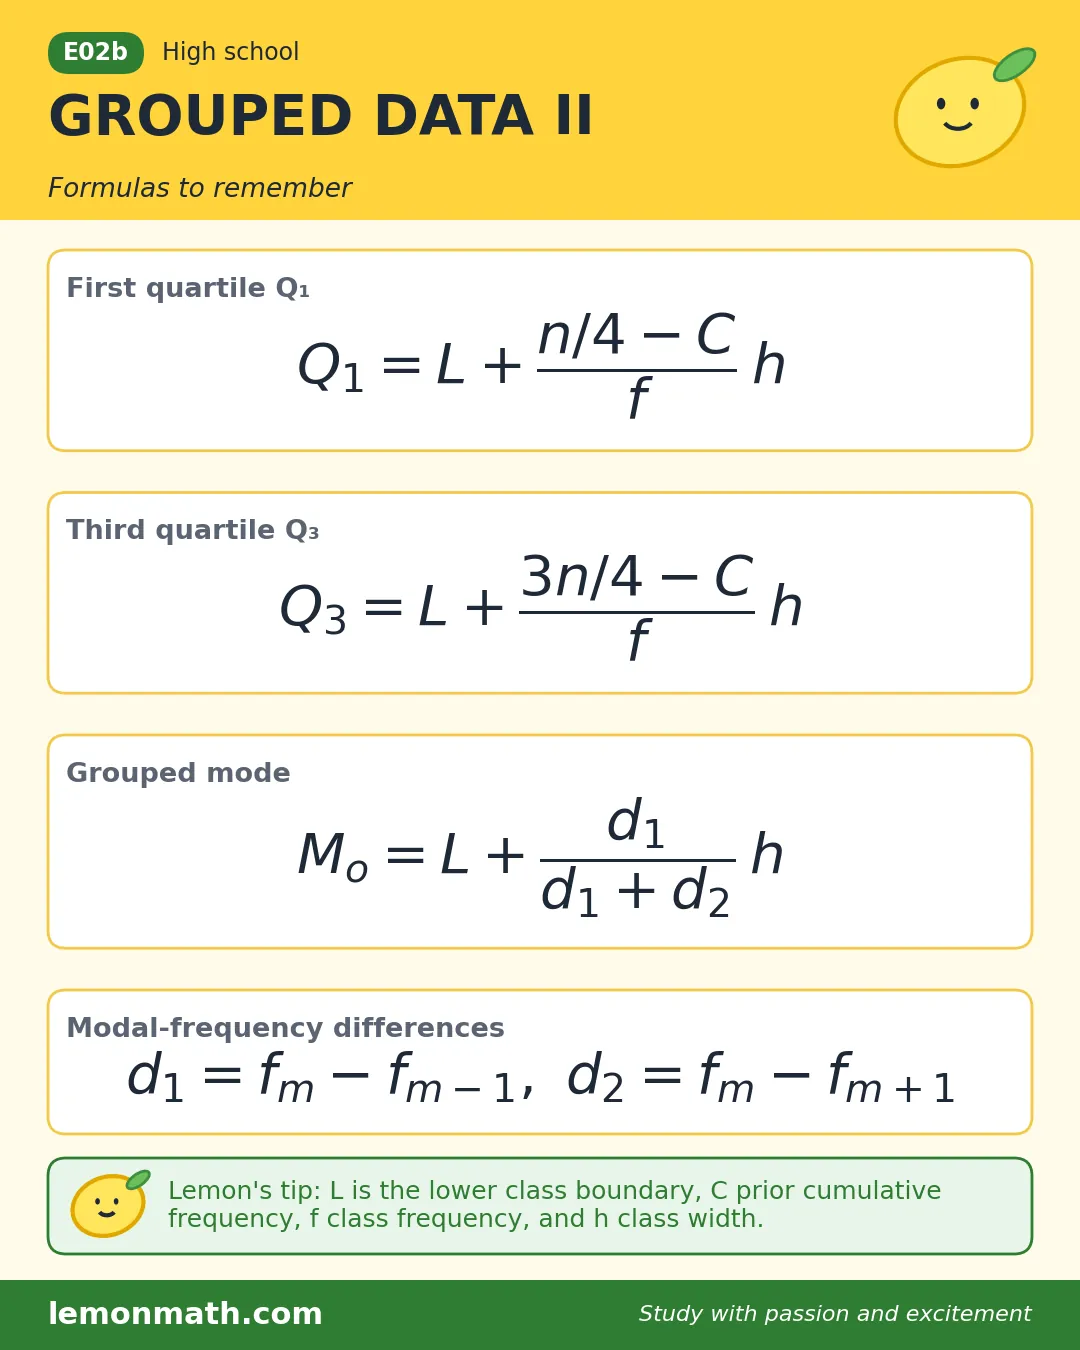 E02b High school
GROUPED DATA II
Formulas to remember
First quartile Q₁
Q₁ = L + (n/4 − C)/f h
Third quartile Q₃
Q₃ = L + (3n/4 − C)/f h
Grouped mode
Mₒ = L + d₁/(d₁ + d₂) h
Modal-frequency differences
d₁ = fₘ − fₘ₋₁, d₂ = fₘ − fₘ₊₁
Lemon's tip: L is the lower class boundary, C prior cumulative
frequency, f class frequency, and h class width.
lemonmath.com
Study with passion and excitement